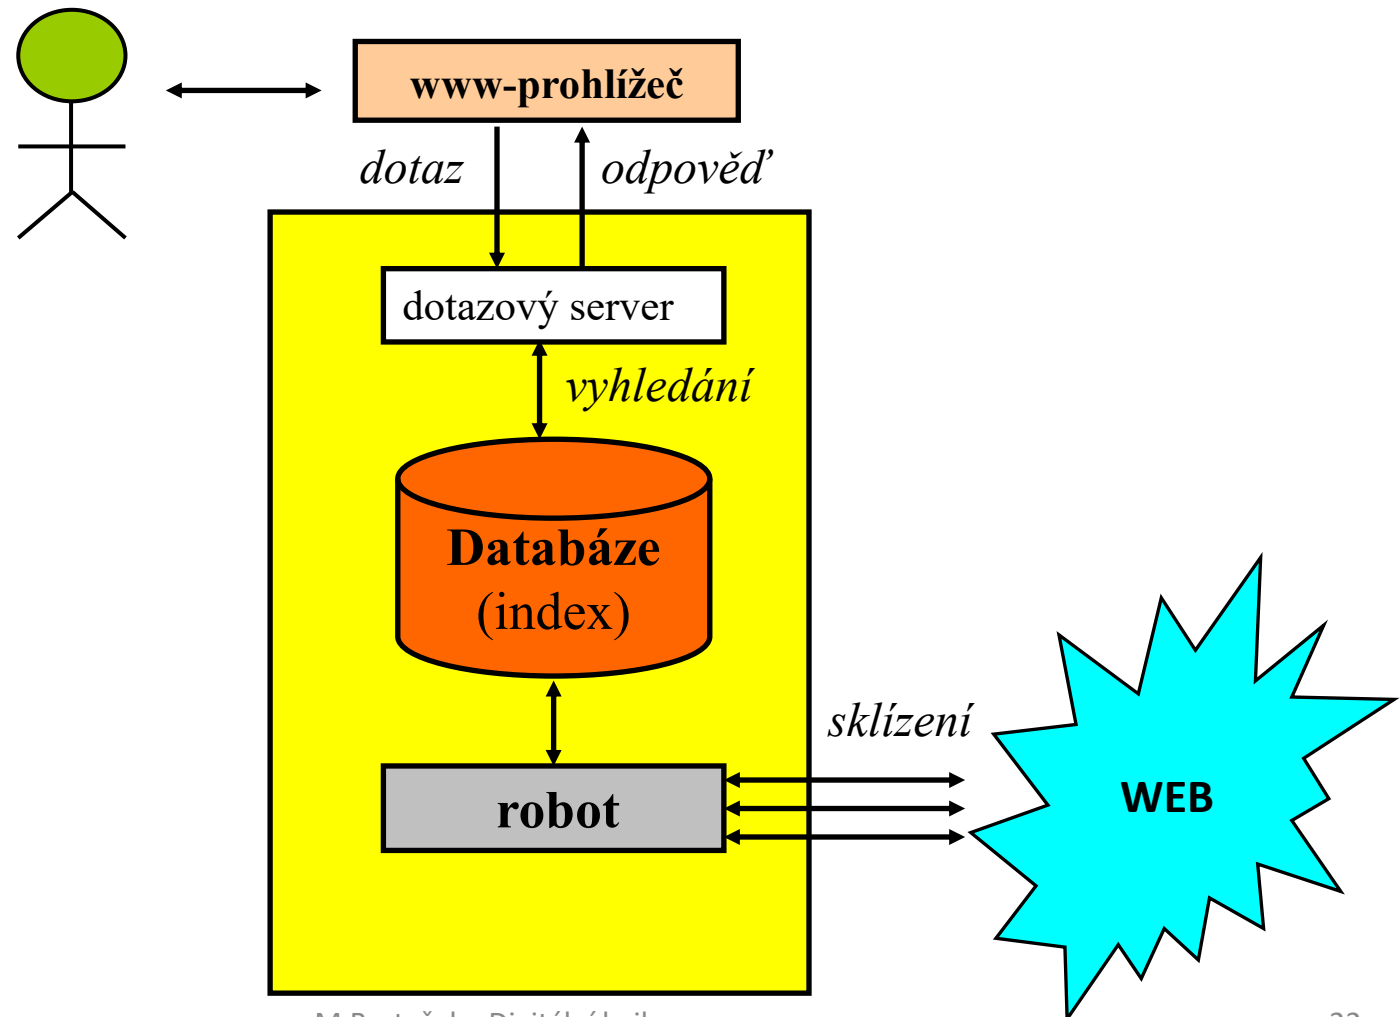 www-prohlížeč
dotaz
odpověď
dotazový server
vyhledání
Databáze
(index)
sklízení
WEB
robot